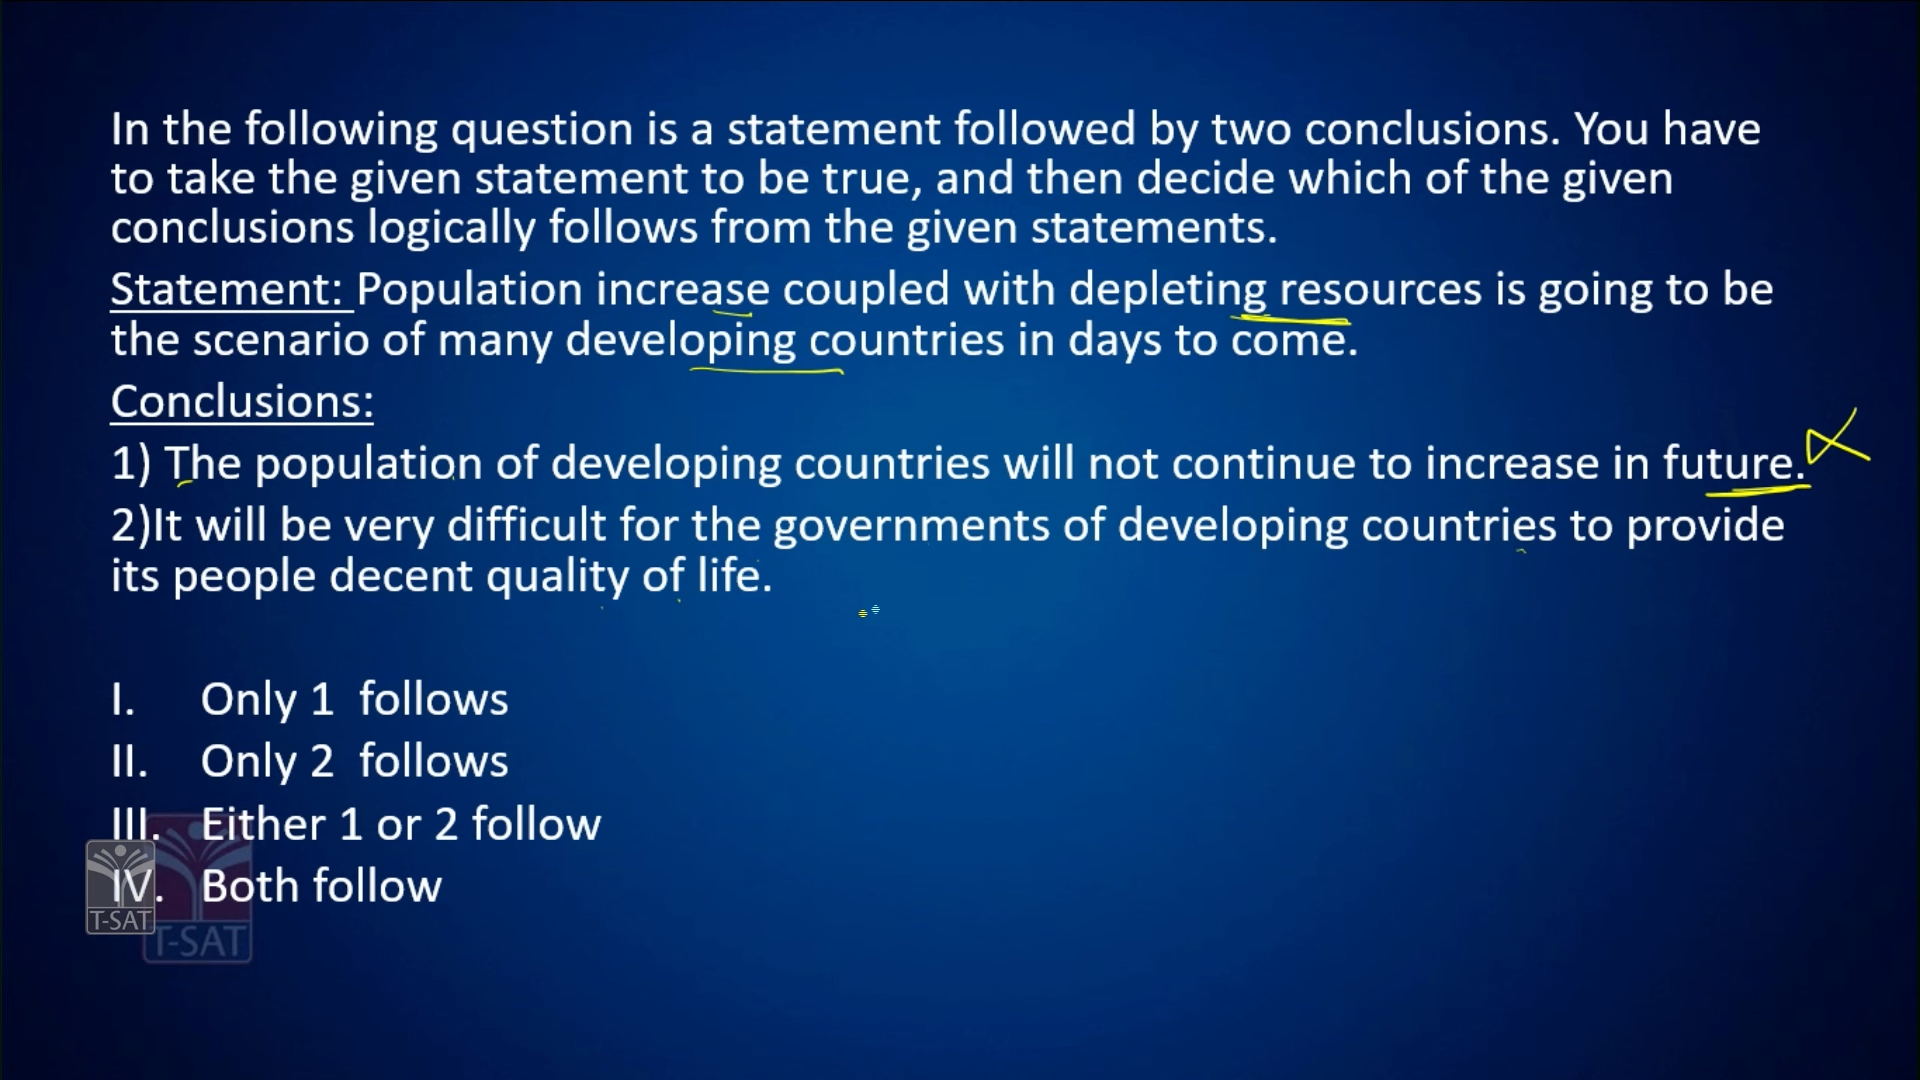 In the following question is a statement followed by two conclusions. You have
to take the given statement to be true, and then decide which of the given
conclusions logically follows from the given statements.
Statement: Population increase coupled with depleting resources is going to be
the scenario of many developing countries in days to come.
Conclusions:
1) The population of developing countries will not continue to increase in future.
2)It will be very difficult for the governments of developing countries to provide
its people decent quality of life.
I. Only 1 follows
II. Only 2 follows
III. Either 1 or 2 follow
IV. Both follow
T-SAT
T-SAT